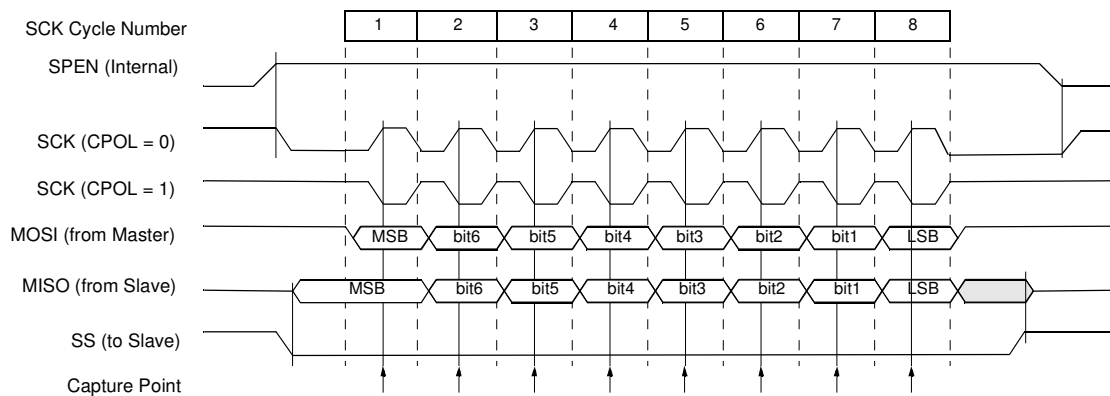 SCK Cycle Number 1 2 3 4 5 6 7 8
SPEN (Internal)
SCK (CPOL = 0)
SCK (CPOL = 1)
MOSI (from Master) MSB bit6 bit5 bit4 bit3 bit2 bit1 LSB
MISO (from Slave) MSB bit6 bit5 bit4 bit3 bit2 bit1 LSB
SS (to Slave)
Capture Point